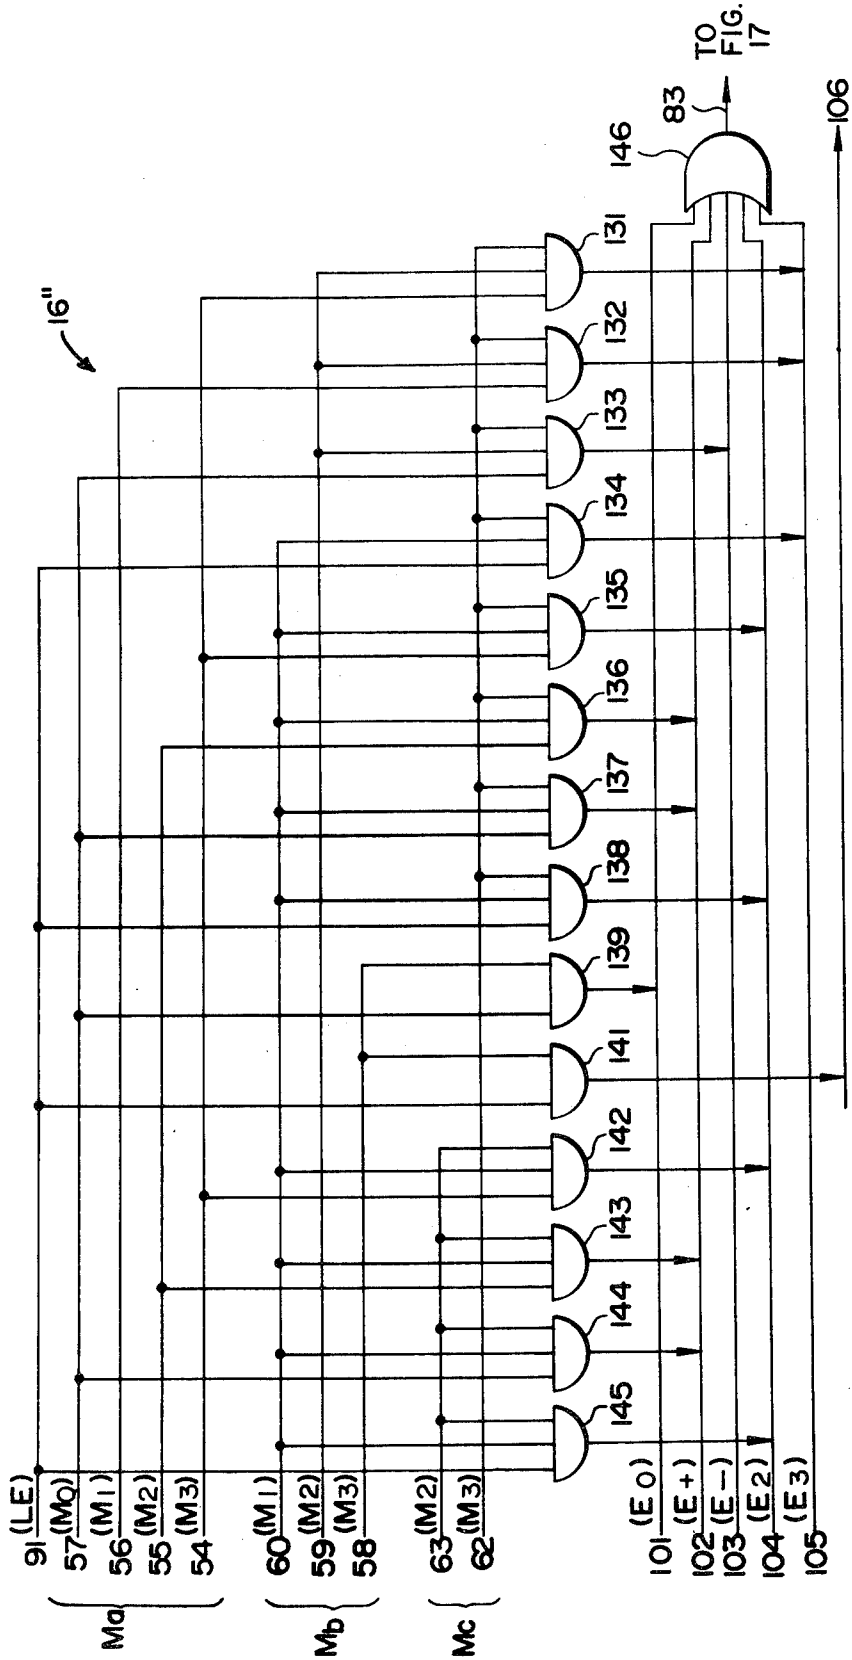 16"
91 (LE)
57 (MO)
56 (M1)
55 (M2)
54 (M3)
Ma
60 (M1)
59 (M2)
58 (M3)
Mb
63 (M2)
62 (M3)
Mc
145
144
143
142
141
139
138
137
136
135
134
133
132
131
101 (E0)
102 (E+)
103 (E-)
104 (E2)
105 (E3)
146
83
TO
FIG.
17
106